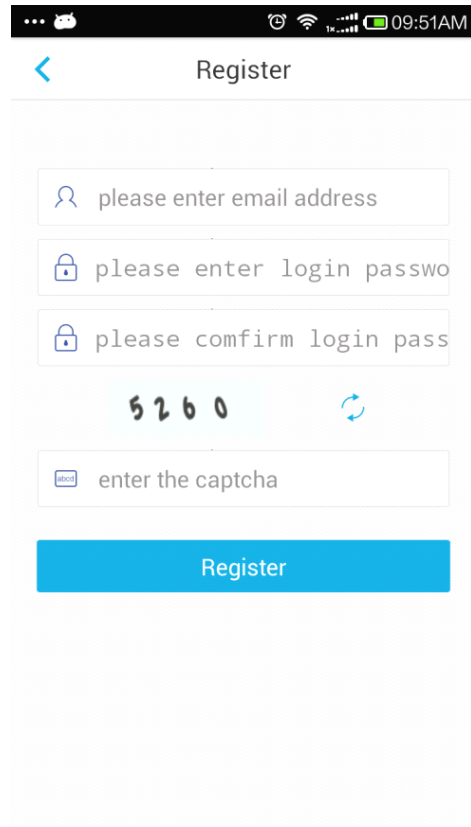 09:51AM
Register
please enter email address
please enter login passwo
please comfirm login pass
5260
abcd
enter the captcha
Register